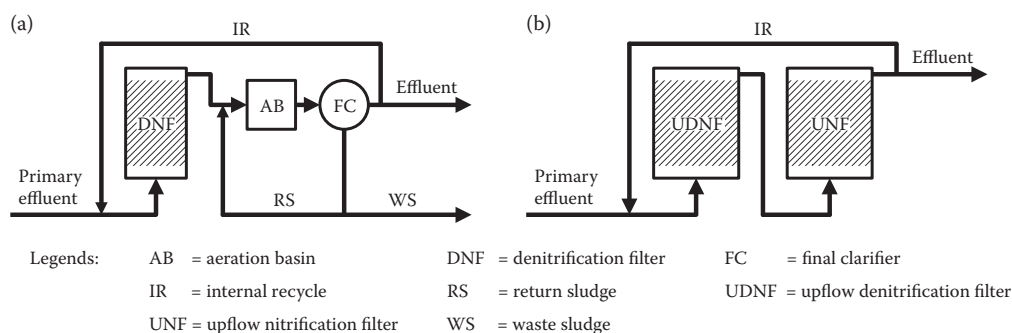 (a)
IR
Effluent
DNF
AB
FC
Primary
effluent
RS
WS
(b)
IR
Effluent
UDNF
UNF
Primary
effluent
Legends: AB = aeration basin DNF = denitrification filter FC = final clarifier
IR = internal recycle RS = return sludge UDNF = upflow denitrification filter
UNF = upflow nitrification filter WS = waste sludge